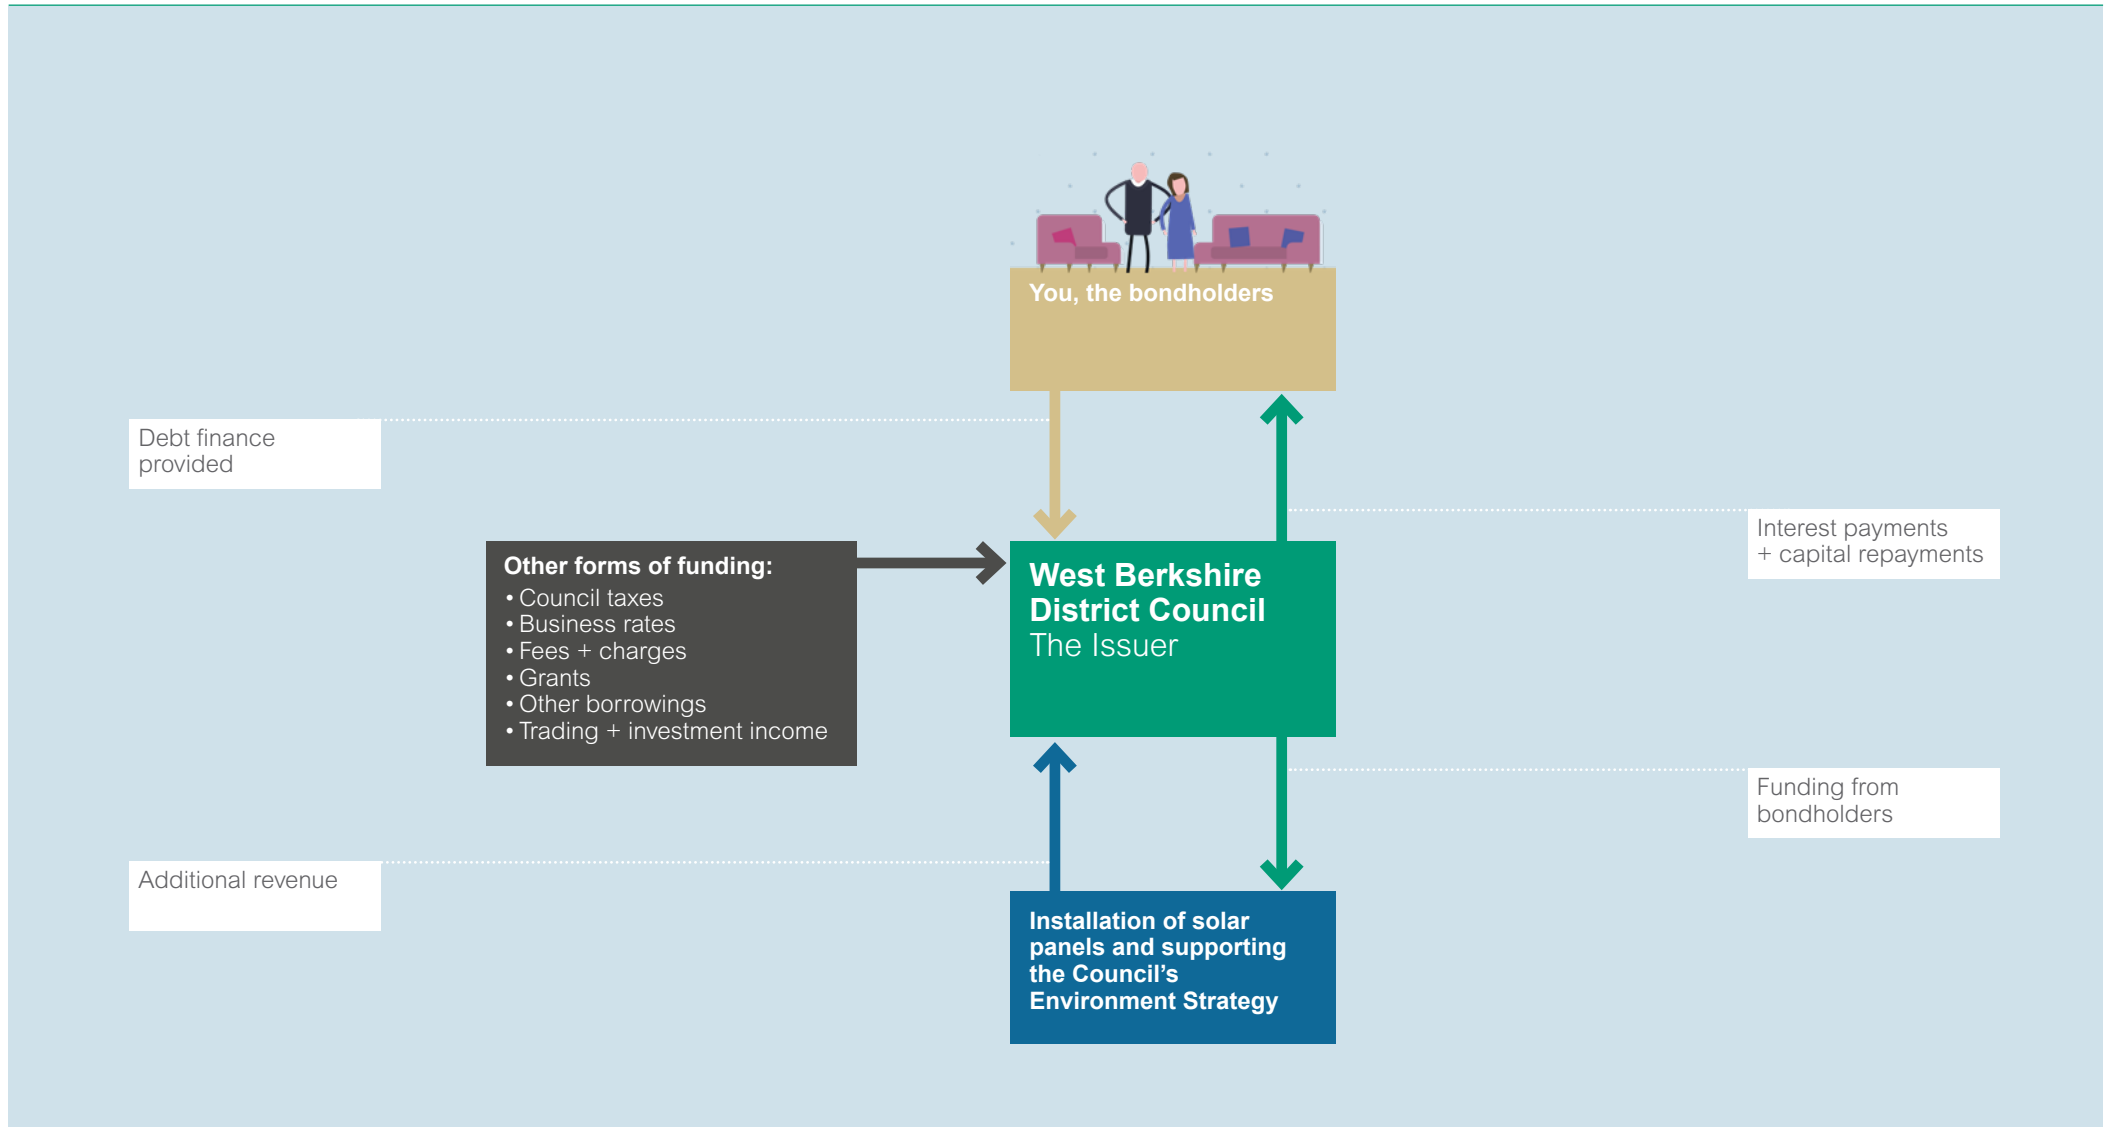 You, the bondholders
Debt finance
provided
Interest payments
+ capital repayments
Other forms of funding:
• Council taxes
• Business rates
• Fees + charges
• Grants
• Other borrowings
• Trading + investment income
West Berkshire
District Council
The Issuer
Funding from
bondholders
Additional revenue
Installation of solar
panels and supporting
the Council’s
Environment Strategy